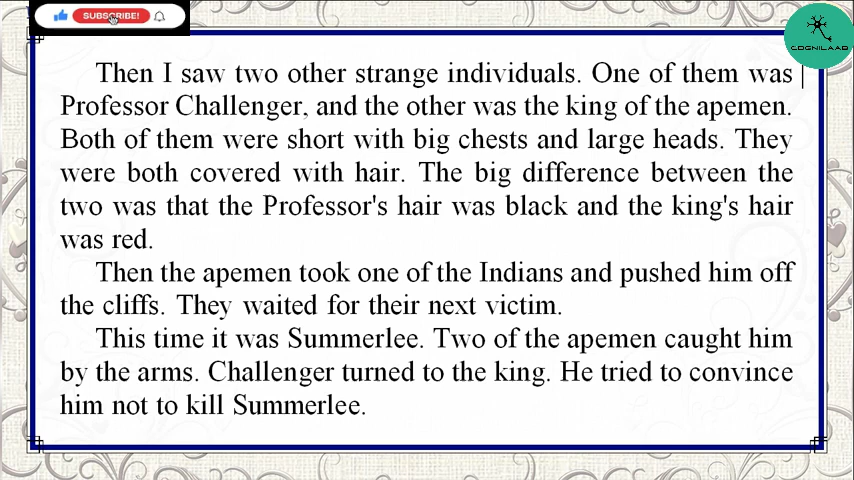 SUBSCRIBE!
COGNILAAB
Then I saw two other strange individuals. One of them was
Professor Challenger, and the other was the king of the apemen.
Both of them were short with big chests and large heads. They
were both covered with hair. The big difference between the
two was that the Professor's hair was black and the king's hair
was red.
Then the apemen took one of the Indians and pushed him off
the cliffs. They waited for their next victim.
This time it was Summerlee. Two of the apemen caught him
by the arms. Challenger turned to the king. He tried to convince
him not to kill Summerlee.